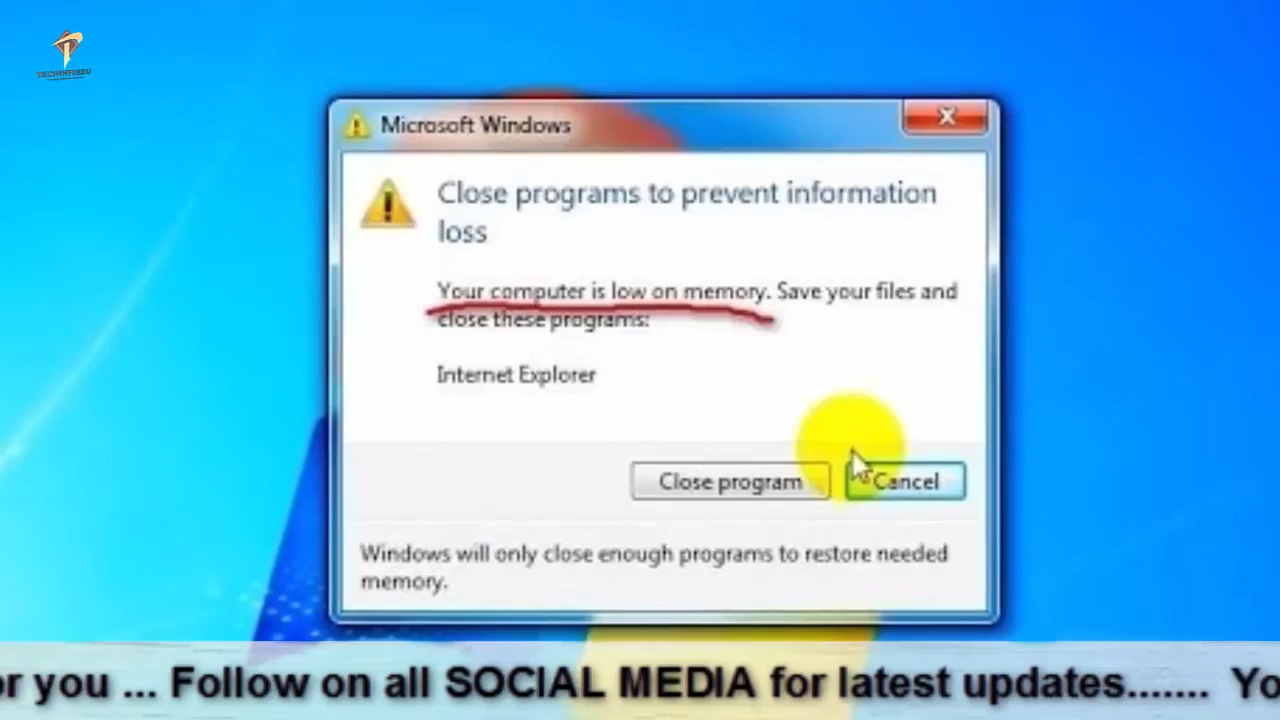 TECHINFOEDU
Microsoft Windows
Close programs to prevent information
loss
Your computer is low on memory. Save your files and
close these programs:
Internet Explorer
Close program
Cancel
Windows will only close enough programs to restore needed
memory.
or you ... Follow on all SOCIAL MEDIA for latest updates....... Yo